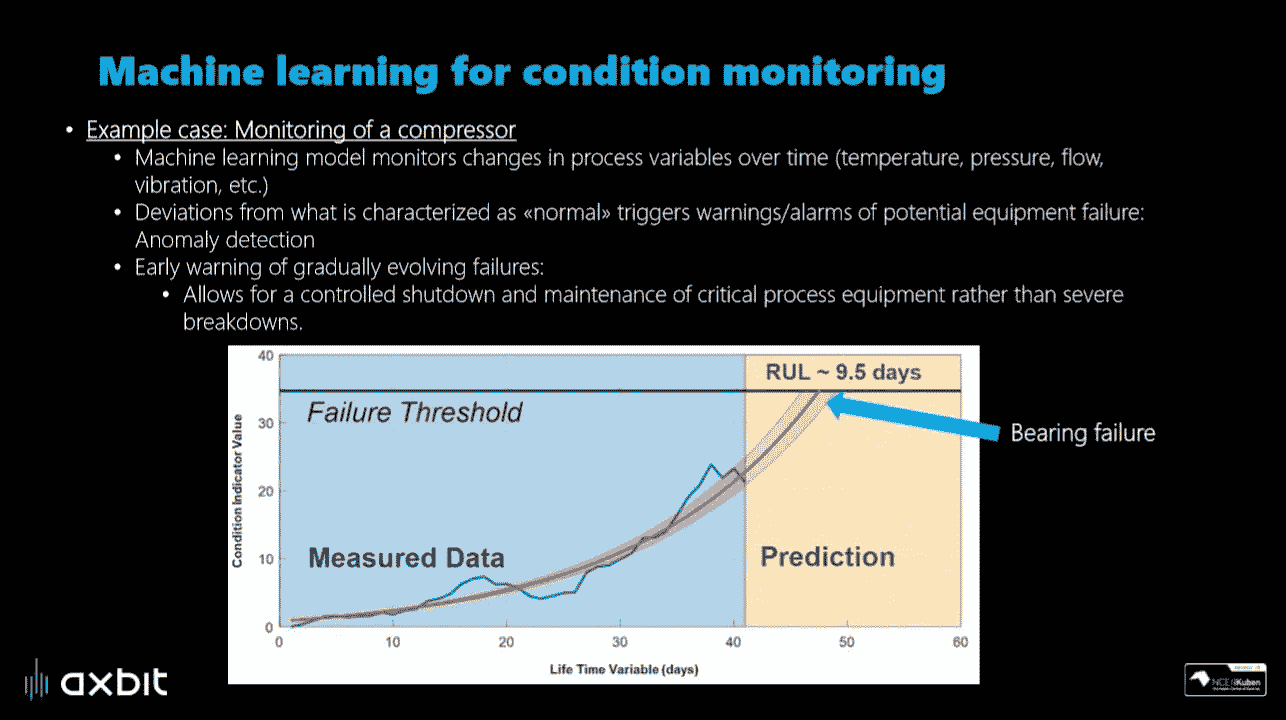 Machine learning for condition monitoring
• Example case: Monitoring of a compressor
• Machine learning model monitors changes in process variables over time (temperature, pressure, flow,
vibration, etc.)
• Deviations from what is characterized as «normal» triggers warnings/alarms of potential equipment failure:
Anomaly detection
• Early warning of gradually evolving failures:
• Allows for a controlled shutdown and maintenance of critical process equipment rather than severe
breakdowns.
40
30
20
10
0
Condition Indicator Value
RUL ~ 9.5 days
Failure Threshold
Bearing failure
Measured Data
Prediction
0 10 20 30 40 50 60
Life Time Variable (days)
axbit
NCE iKuben